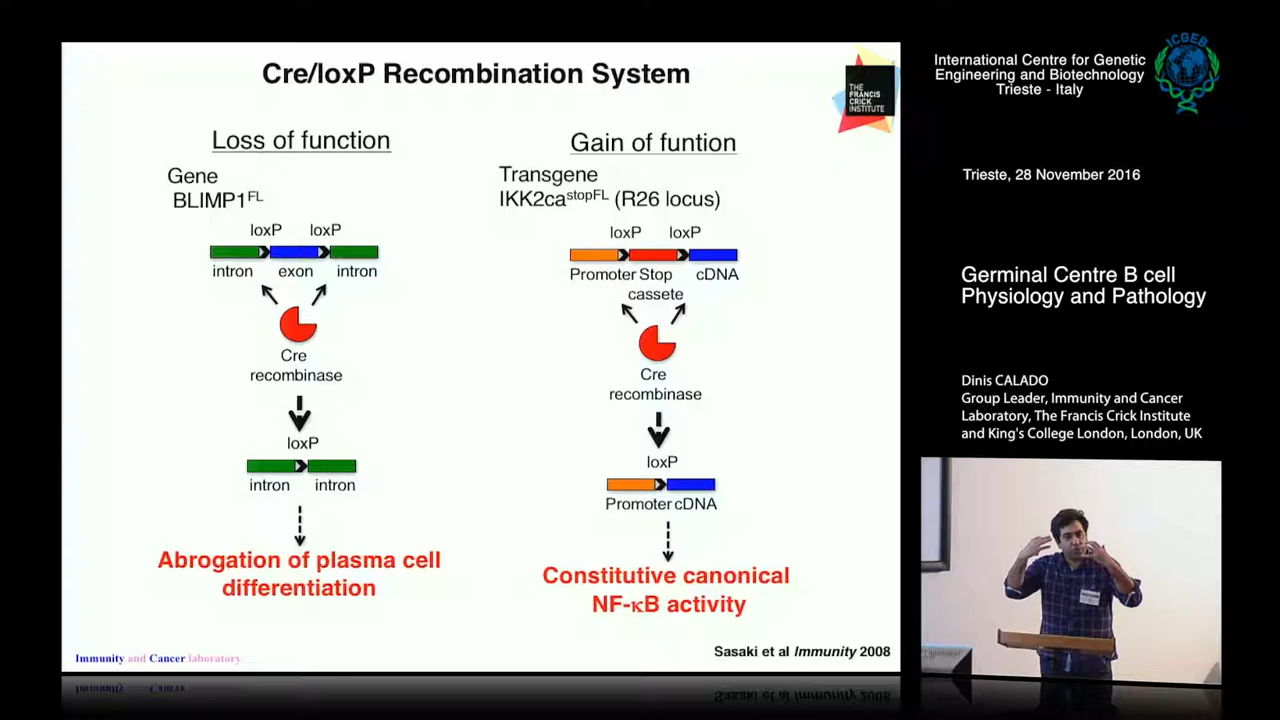 Cre/loxP Recombination System
THE
FRANCIS
CRICK
INSTITUTE
Loss of function
Gene
BLIMP1FL
loxP loxP
intron exon intron
Cre
recombinase
loxP
intron intron
Abrogation of plasma cell
differentiation
Gain of funtion
Transgene
IKK2castopFL (R26 locus)
loxP loxP
Promoter Stop cDNA
cassete
Cre
recombinase
loxP
Promoter cDNA
Constitutive canonical
NF-κB activity
Immunity and Cancer laboratory
Sasaki et al Immunity 2008
International Centre for Genetic
Engineering and Biotechnology
Trieste - Italy
ICGEB
Trieste, 28 November 2016
Germinal Centre B cell
Physiology and Pathology
Dinis CALADO
Group Leader, Immunity and Cancer
Laboratory, The Francis Crick Institute
and King's College London, London, UK